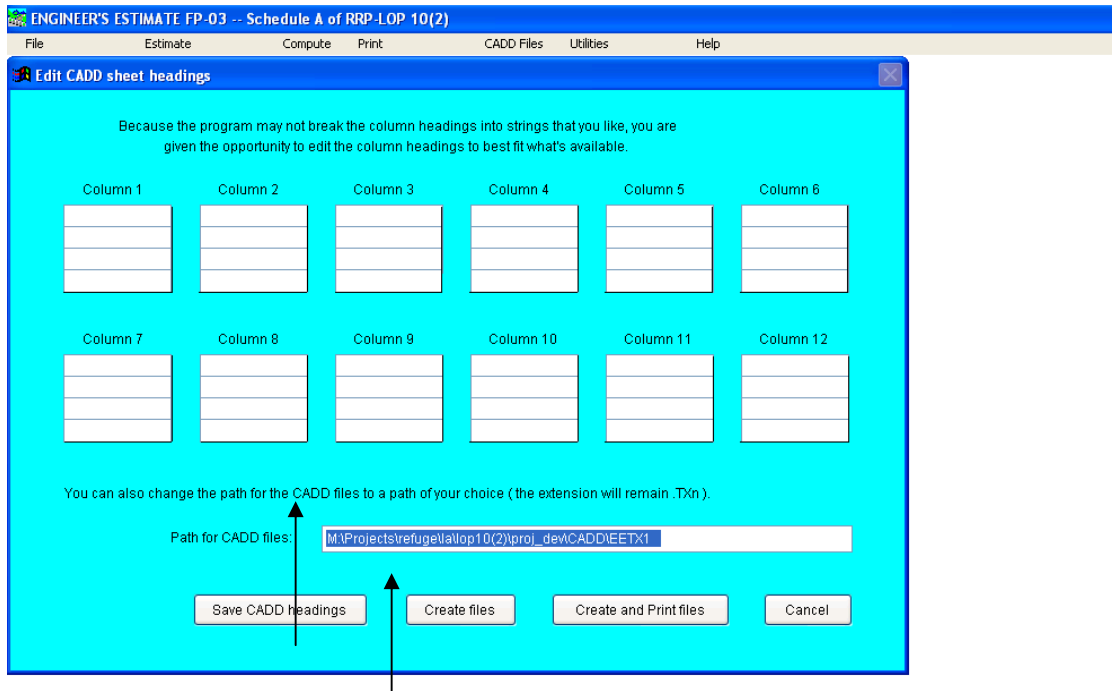 ENGINEER'S ESTIMATE FP-03 -- Schedule A of RRP-LOP 10(2)
File Estimate Compute Print CADD Files Utilities Help
Edit CADD sheet headings
Because the program may not break the column headings into strings that you like, you are
given the opportunity to edit the column headings to best fit what's available.
Column 1 Column 2 Column 3 Column 4 Column 5 Column 6
Column 7 Column 8 Column 9 Column 10 Column 11 Column 12
You can also change the path for the CADD files to a path of your choice ( the extension will remain .TXn ).
Path for CADD files: M:\Projects\refuge\la\lop10(2)\proj_dev\CADD\EETX1
Save CADD headings Create files Create and Print files Cancel